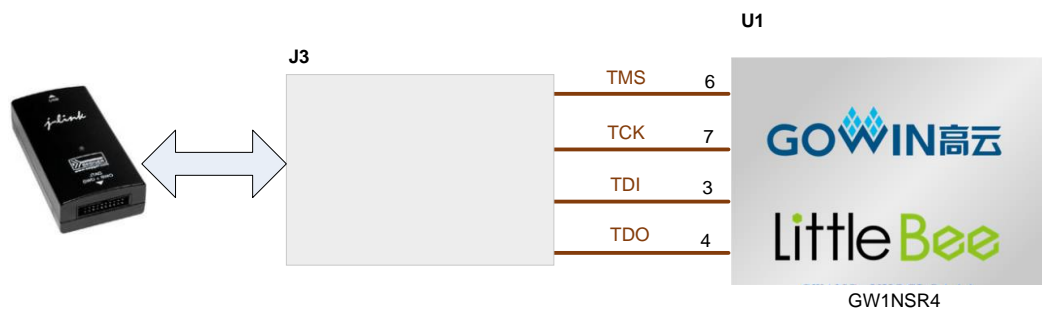 U1
J3
TMS 6
j-link
TCK 7
GOWIN高云
TDI 3
TDO 4
LittleBee
GW1NSR4